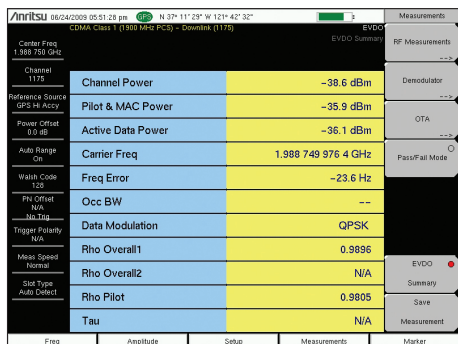 Anritsu 06/24/2009 05:51:28 pm GPS N 37° 11' 29" W 121° 42' 32"
Measurements
CDMA Class 1 (1900 MHz PCS) - Downlink (1175)
EVDO
EVDO Summary
Center Freq
1.988 750 GHz
Channel
1175
Reference Source
GPS Hi Accy
Power Offset
0.0 dB
Auto Range
On
Walsh Code
128
PN Offset
N/A
No Trig
Trigger Polarity
N/A
Meas Speed
Normal
Slot Type
Auto Detect
Channel Power -38.6 dBm
Pilot & MAC Power -35.9 dBm
Active Data Power -36.1 dBm
Carrier Freq 1.988 749 976 4 GHz
Freq Error -23.6 Hz
Occ BW --
Data Modulation QPSK
Rho Overall1 0.9896
Rho Overall2 N/A
Rho Pilot 0.9805
Tau N/A
RF Measurements
-->
Demodulator
-->
OTA
-->
Pass/Fail Mode
EVDO
Summary
Save
Measurement
Freq Amplitude Setup Measurements Marker